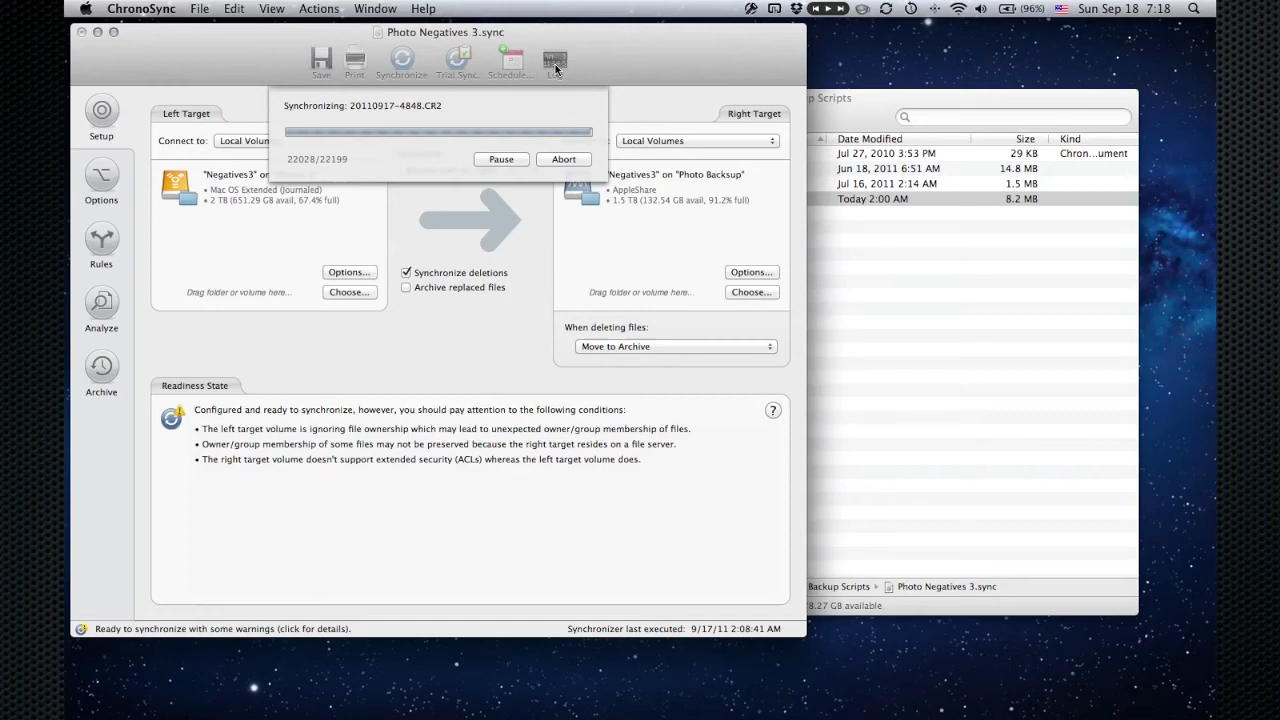 ChronoSync File Edit View Actions Window Help
(96%) Sun Sep 18 7:18
Photo Negatives 3.sync
Save Print Synchronize Trial Sync. Schedule...
Synchronizing: 20110917-4848.CR2
22028/22199 Pause Abort
Setup
Options
Rules
Analyze
Archive
Left Target
Connect to: Local Volum
"Negatives3" on "Negatives3"
• Mac OS Extended (Journaled)
• 2 TB (651.29 GB avail, 67.4% full)
Options...
Drag folder or volume here... Choose...
Synchronize deletions
Archive replaced files
Right Target
Local Volumes
"Negatives3" on "Photo Backup"
• AppleShare
• 1.5 TB (132.54 GB avail, 91.2% full)
Options...
Drag folder or volume here... Choose...
When deleting files:
Move to Archive
Readiness State
Configured and ready to synchronize, however, you should pay attention to the following conditions:
?
• The left target volume is ignoring file ownership which may lead to unexpected owner/group membership of files.
• Owner/group membership of some files may not be preserved because the right target resides on a file server.
• The right target volume doesn't support extended security (ACLs) whereas the left target volume does.
Ready to synchronize with some warnings (click for details). Synchronizer last executed: 9/17/11 2:08:41 AM
p Scripts
Date Modified Size Kind
Jul 27, 2010 3:53 PM 29 KB Chron...ument
Jun 18, 2011 6:51 AM 14.8 MB
Jul 16, 2011 2:14 AM 1.5 MB
Today 2:00 AM 8.2 MB
Backup Scripts Photo Negatives 3.sync
8.27 GB available